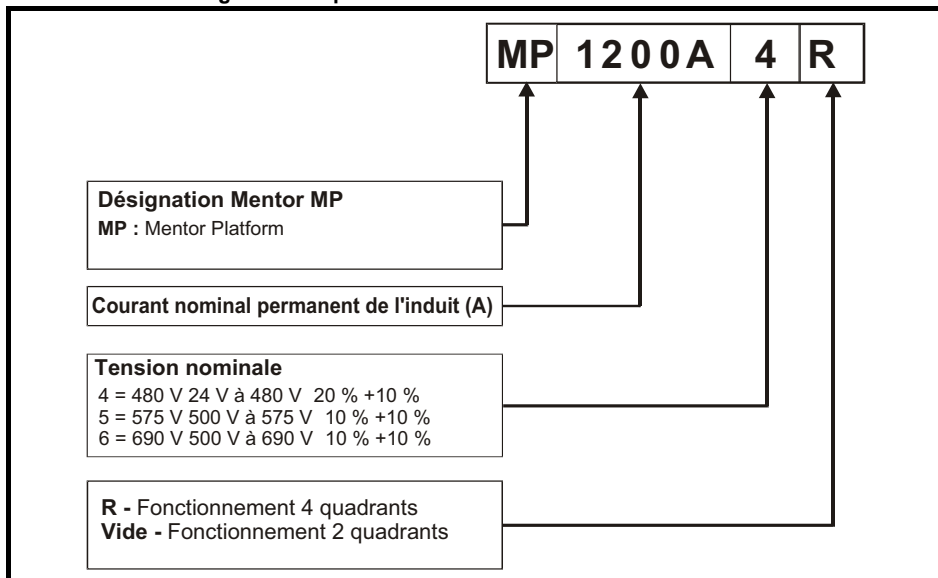 MP 1200A 4 R
Désignation Mentor MP
MP : Mentor Platform
Courant nominal permanent de l'induit (A)
Tension nominale
4 = 480 V 24 V à 480 V 20 % +10 %
5 = 575 V 500 V à 575 V 10 % +10 %
6 = 690 V 500 V à 690 V 10 % +10 %
R - Fonctionnement 4 quadrants
Vide - Fonctionnement 2 quadrants